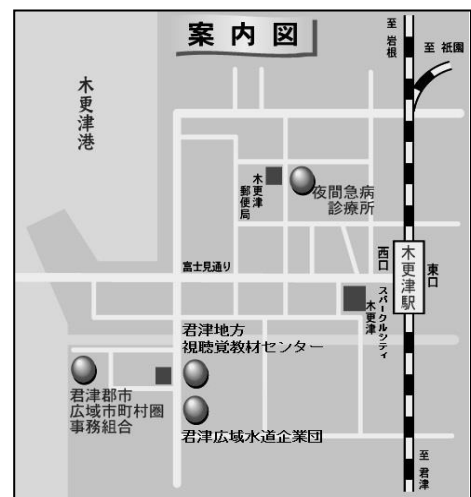 案内図
至 岩根
至 祇園
木更津港
木更津
郵便局
夜間急病
診療所
富士見通り
西口
木更津駅
東口
スパークルシティ
木更津
君津地方
視聴覚教材センター
君津郡市
広域市町村圏
事務組合
君津広域水道企業団
至 君津